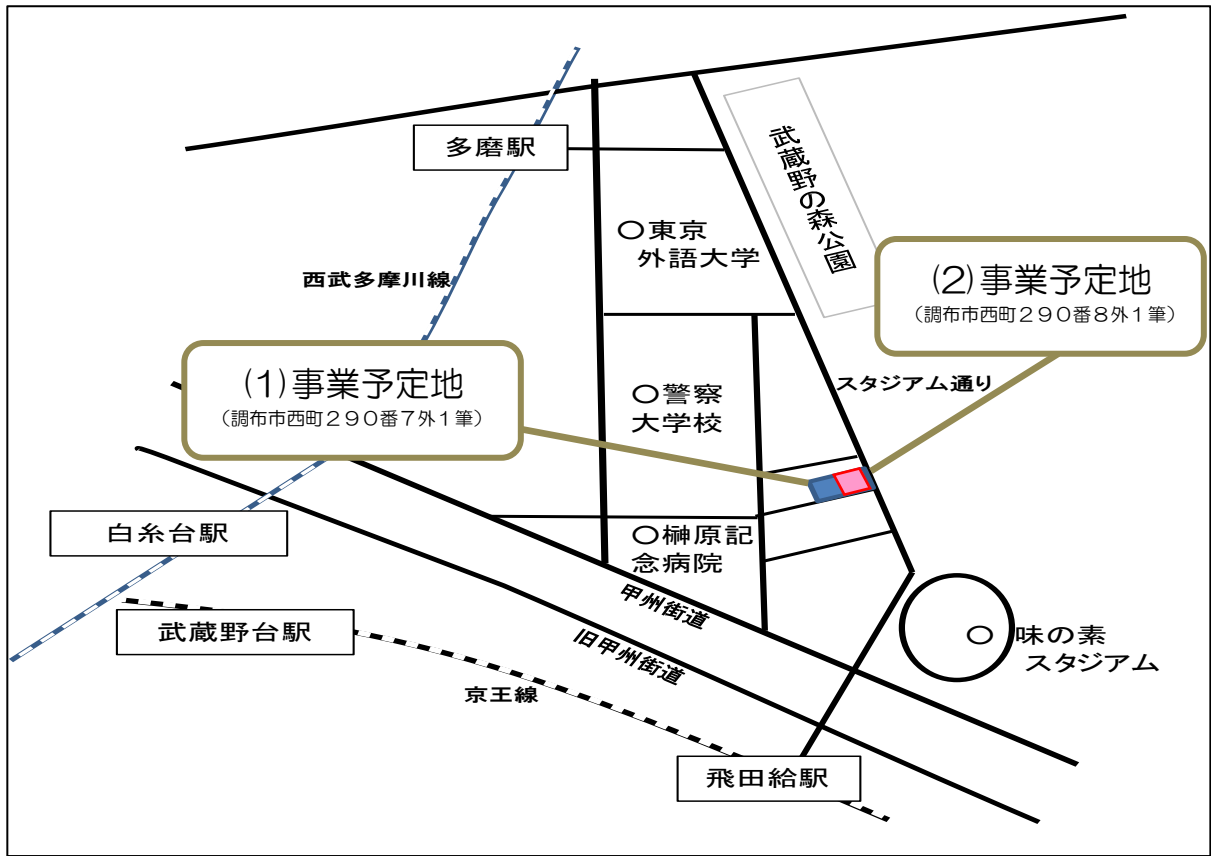 多磨駅
武蔵野の森公園
○東京
外語大学
(2)事業予定地
（調布市西町２９０番８外１筆）
西武多摩川線
(1)事業予定地
（調布市西町２９０番７外１筆）
○警察
大学校
スタジアム通り
白糸台駅
○榊原記
念病院
武蔵野台駅
甲州街道
旧甲州街道
○ 味の素
スタジアム
京王線
飛田給駅